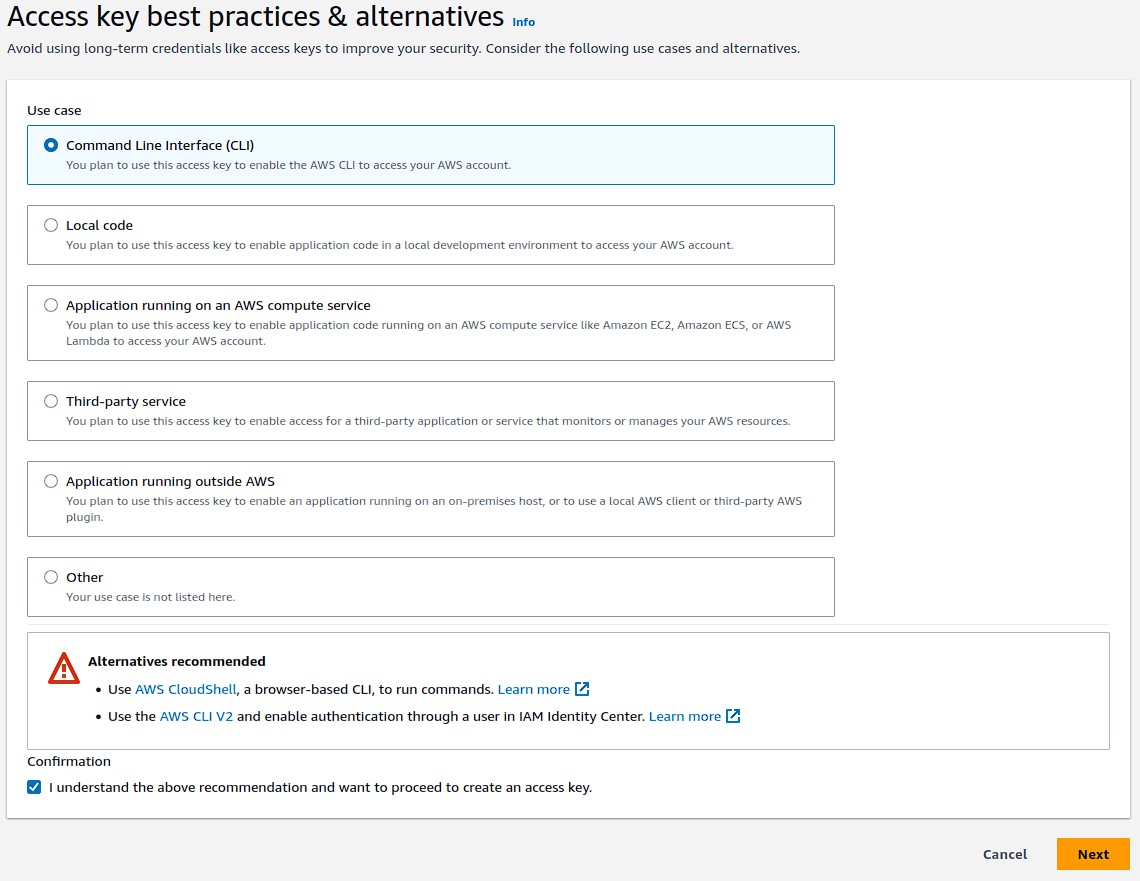 Access key best practices & alternatives Info
Avoid using long-term credentials like access keys to improve your security. Consider the following use cases and alternatives.
Use case
Command Line Interface (CLI)
You plan to use this access key to enable the AWS CLI to access your AWS account.
Local code
You plan to use this access key to enable application code in a local development environment to access your AWS account.
Application running on an AWS compute service
You plan to use this access key to enable application code running on an AWS compute service like Amazon EC2, Amazon ECS, or AWS
Lambda to access your AWS account.
Third-party service
You plan to use this access key to enable access for a third-party application or service that monitors or manages your AWS resources.
Application running outside AWS
You plan to use this access key to enable an application running on an on-premises host, or to use a local AWS client or third-party AWS
plugin.
Other
Your use case is not listed here.
Alternatives recommended
• Use AWS CloudShell, a browser-based CLI, to run commands. Learn more
• Use the AWS CLI V2 and enable authentication through a user in IAM Identity Center. Learn more
Confirmation
I understand the above recommendation and want to proceed to create an access key.
Cancel Next